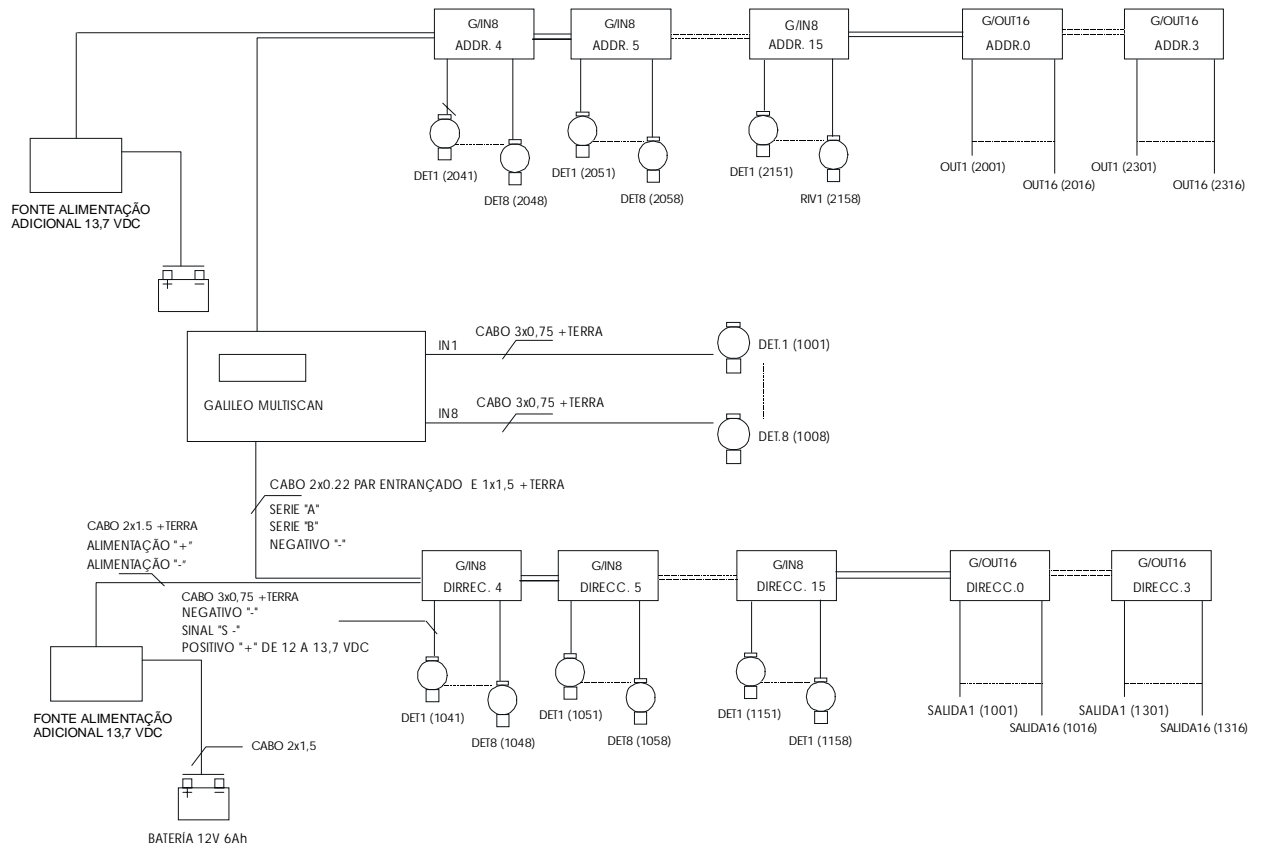 G/IN8
ADDR. 4
G/IN8
ADDR. 5
G/IN8
ADDR. 15
G/OUT16
ADDR.0
G/OUT16
ADDR.3
DET1 (2041)
DET8 (2048)
DET1 (2051)
DET8 (2058)
DET1 (2151)
RIV1 (2158)
OUT1 (2001)
OUT16 (2016)
OUT1 (2301)
OUT16 (2316)
FONTE ALIMENTAÇÃO
ADICIONAL 13,7 VDC
+ −
GALILEO MULTISCAN
IN1
CABO 3x0,75 +TERRA
DET.1 (1001)
IN8
CABO 3x0,75 +TERRA
DET.8 (1008)
CABO 2x0.22 PAR ENTRANÇADO E 1x1,5 +TERRA
SERIE "A"
SERIE "B"
NEGATIVO "-"
CABO 2x1.5 +TERRA
ALIMENTAÇÃO "+"
ALIMENTAÇÃO "-"
CABO 3x0,75 +TERRA
NEGATIVO "-"
SINAL "S -"
POSITIVO "+" DE 12 A 13,7 VDC
G/IN8
DIRREC. 4
G/IN8
DIRECC. 5
G/IN8
DIRECC. 15
G/OUT16
DIRECC.0
G/OUT16
DIRECC.3
DET1 (1041)
DET8 (1048)
DET1 (1051)
DET8 (1058)
DET1 (1151)
DET1 (1158)
SALIDA1 (1001)
SALIDA16 (1016)
SALIDA1 (1301)
SALIDA16 (1316)
FONTE ALIMENTAÇÃO
ADICIONAL 13,7 VDC
CABO 2x1,5
+ −
BATERÍA 12V 6Ah